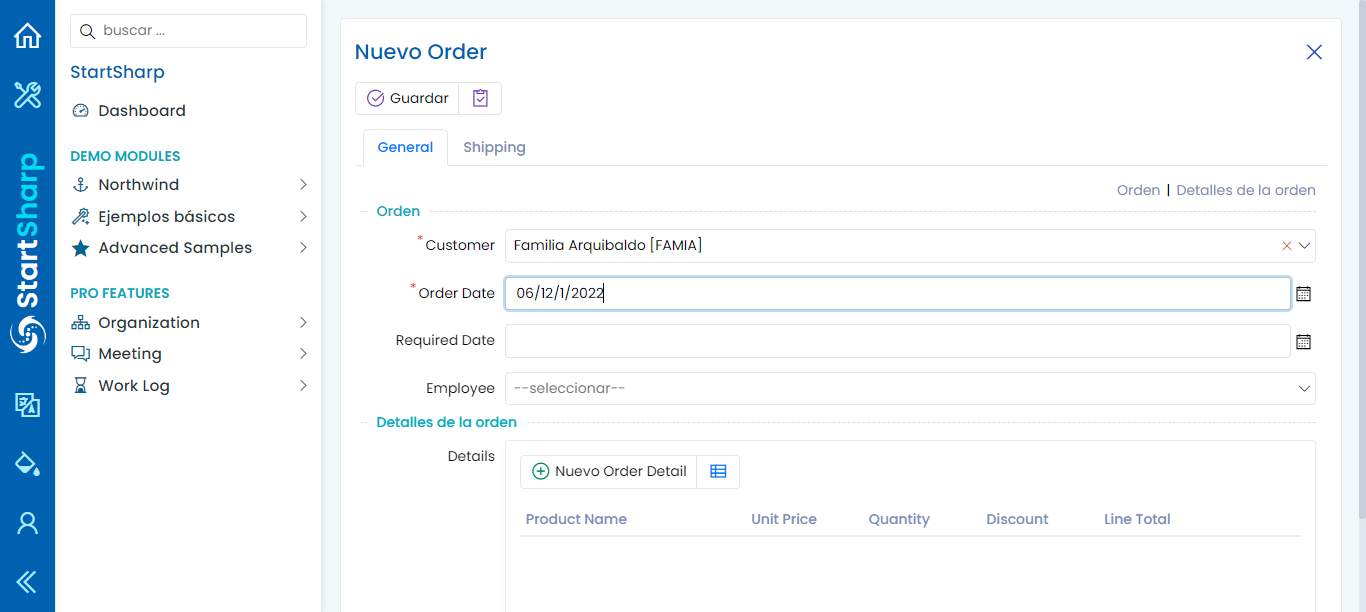 buscar ...
StartSharp
Dashboard
DEMO MODULES
Northwind
Ejemplos básicos
Advanced Samples
PRO FEATURES
Organization
Meeting
Work Log
StartSharp
Nuevo Order
Guardar
General Shipping
Orden | Detalles de la orden
Orden
*Customer Familia Arquibaldo [FAMIA]
*Order Date 06/12/1/2022
Required Date
Employee --seleccionar--
Detalles de la orden
Details
Nuevo Order Detail
Product Name Unit Price Quantity Discount Line Total